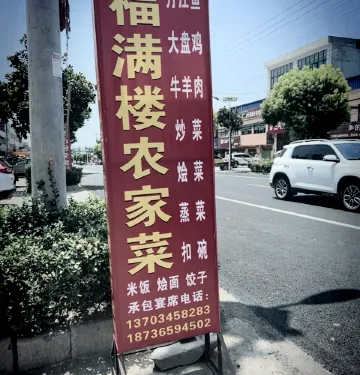 福满楼农家菜
大盘鸡
牛羊肉
炒菜
烩菜
蒸菜
扣碗
米饭 烩面 饺子
承包宴席电话:
13703458283
18736594502